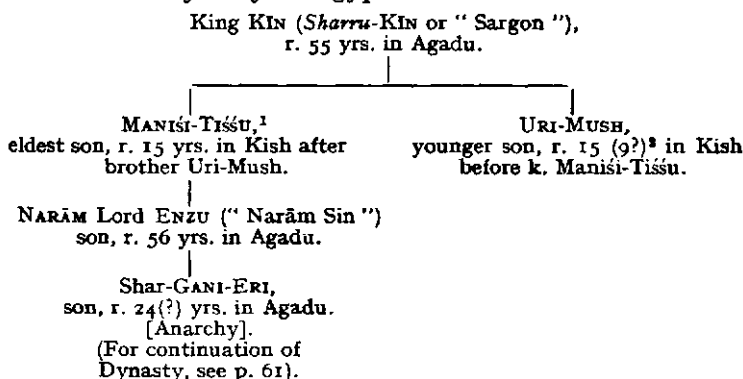 King KIN (Sharru-KIN or “ Sargon ”),
r. 55 yrs. in Agadu.
MANIŚI-TIŚŚU,¹
eldest son, r. 15 yrs. in Kish after
brother Uri-Mush.
URI-MUSH,
younger son, r. 15 (9?)² in Kish
before k. Maniśi-Tiśśu.
NARĀM Lord ENZU (“ Narām Sin ”)
son, r. 56 yrs. in Agadu.
Shar-GANI-ERI,
son, r. 24(?) yrs. in Agadu.
[Anarchy].
(For continuation of
Dynasty, see p. 61).